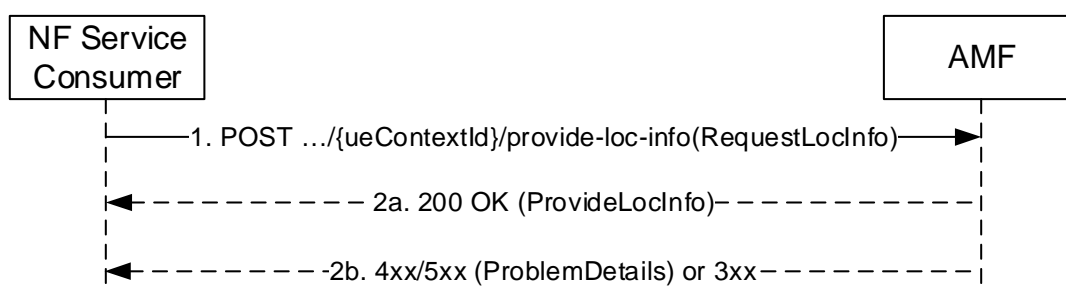 NF Service
Consumer
AMF
1. POST …/{ueContextId}/provide-loc-info(RequestLocInfo)
2a. 200 OK (ProvideLocInfo)
2b. 4xx/5xx (ProblemDetails) or 3xx